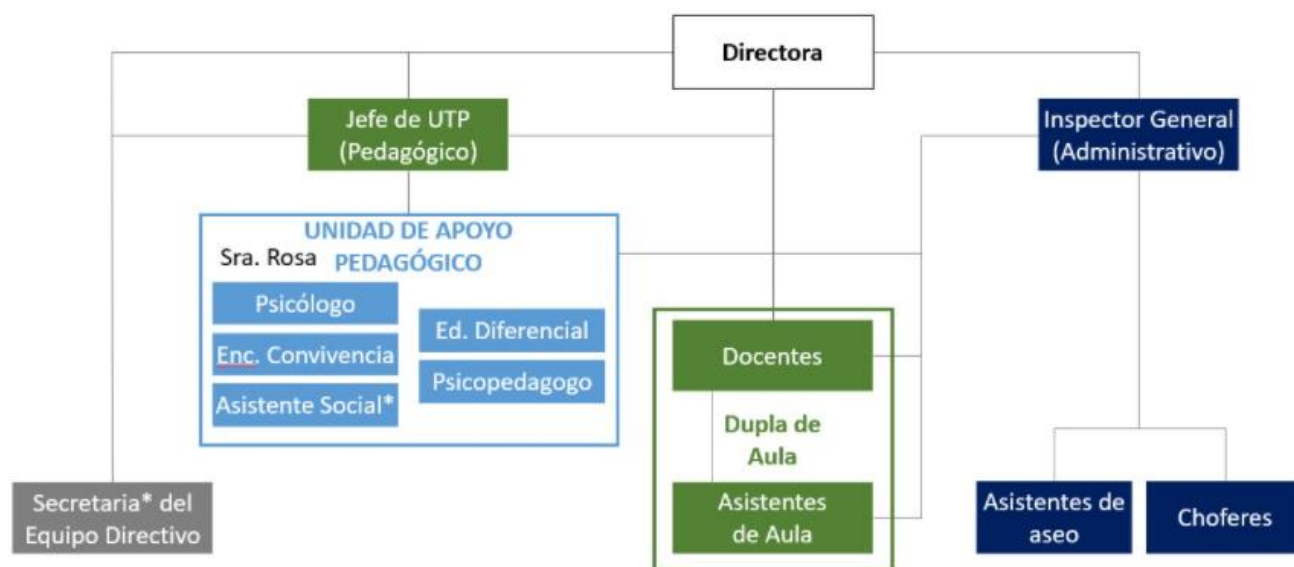 Directora
Jefe de UTP
(Pedagógico)
Inspector General
(Administrativo)
UNIDAD DE APOYO
PEDAGÓGICO
Sra. Rosa
Psicólogo
Enc. Convivencia
Asistente Social*
Ed. Diferencial
Psicopedagogo
Docentes
Dupla de
Aula
Asistentes
de Aula
Secretaria* del
Equipo Directivo
Asistentes de
aseo
Choferes